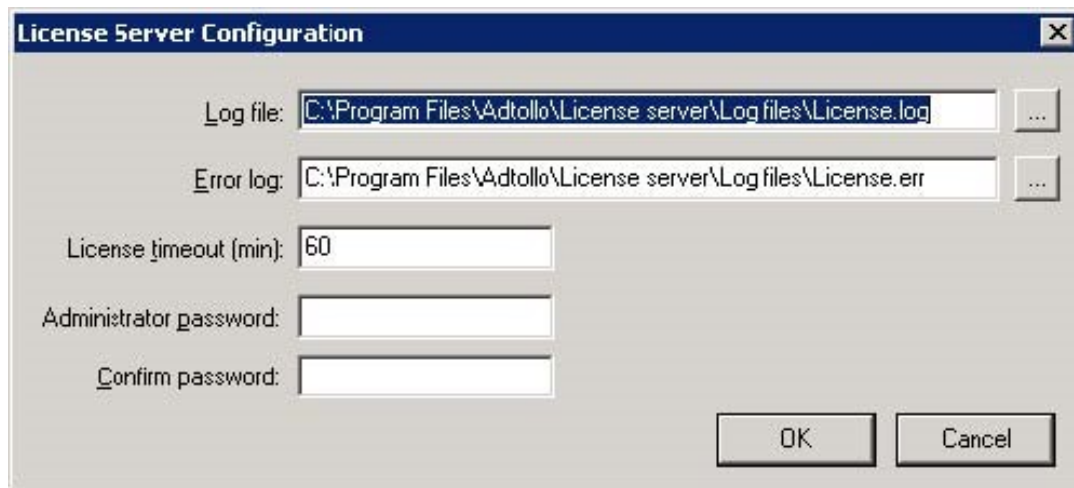 License Server Configuration
Log file: C:\Program Files\Adtollo\License server\Log files\License.log ...
Error log: C:\Program Files\Adtollo\License server\Log files\License.err ...
License timeout (min): 60
Administrator password:
Confirm password:
OK Cancel